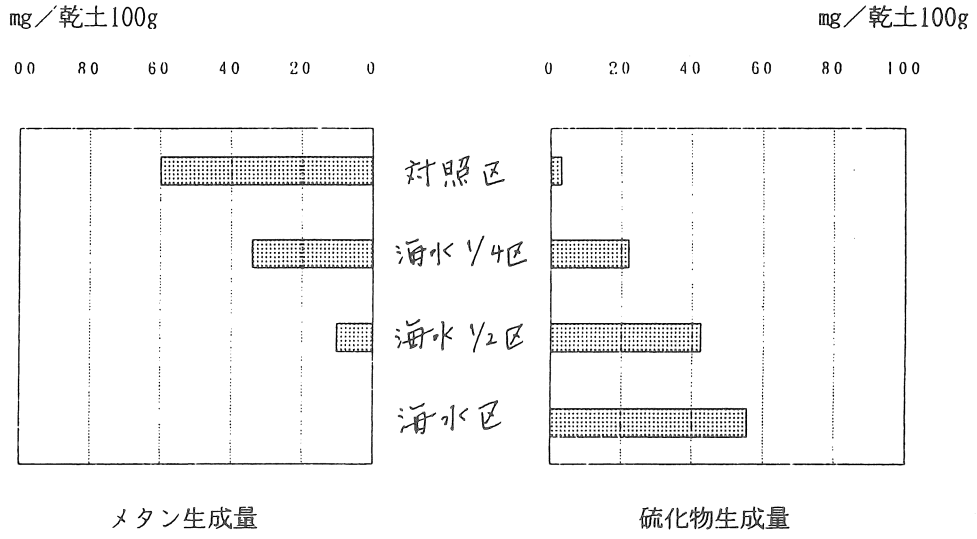 mg／乾土100g
mg／乾土100g
00 80 60 40 20 0
0 20 40 60 80 100
対照区
海水 1/4区
海水 1/2区
海水区
メタン生成量
硫化物生成量